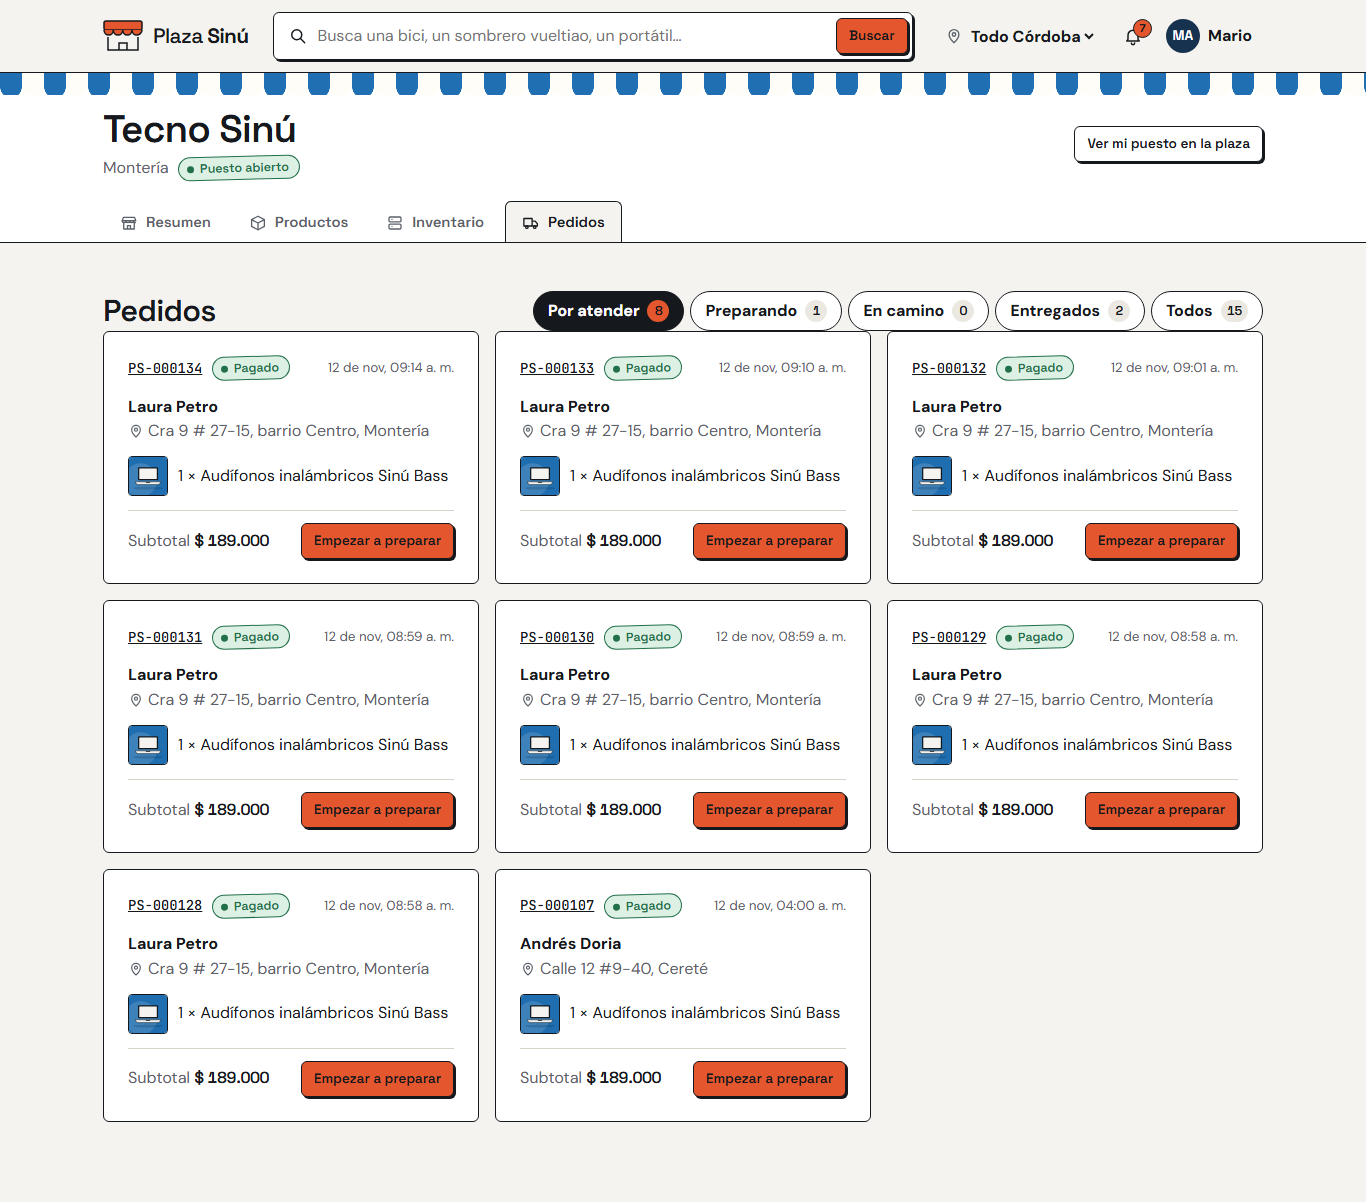 Plaza Sinú
Busca una bici, un sombrero vueltiao, un portátil...
Buscar
Todo Córdoba
7
MA
Mario
Tecno Sinú
Montería
Puesto abierto
Ver mi puesto en la plaza
Resumen
Productos
Inventario
Pedidos
Pedidos
Por atender 8
Preparando 1
En camino 0
Entregados 2
Todos 15
PS-000134 Pagado 12 de nov, 09:14 a. m.
Laura Petro
Cra 9 # 27-15, barrio Centro, Montería
1 × Audífonos inalámbricos Sinú Bass
Subtotal $ 189.000 Empezar a preparar
PS-000133 Pagado 12 de nov, 09:10 a. m.
Laura Petro
Cra 9 # 27-15, barrio Centro, Montería
1 × Audífonos inalámbricos Sinú Bass
Subtotal $ 189.000 Empezar a preparar
PS-000132 Pagado 12 de nov, 09:01 a. m.
Laura Petro
Cra 9 # 27-15, barrio Centro, Montería
1 × Audífonos inalámbricos Sinú Bass
Subtotal $ 189.000 Empezar a preparar
PS-000131 Pagado 12 de nov, 08:59 a. m.
Laura Petro
Cra 9 # 27-15, barrio Centro, Montería
1 × Audífonos inalámbricos Sinú Bass
Subtotal $ 189.000 Empezar a preparar
PS-000130 Pagado 12 de nov, 08:59 a. m.
Laura Petro
Cra 9 # 27-15, barrio Centro, Montería
1 × Audífonos inalámbricos Sinú Bass
Subtotal $ 189.000 Empezar a preparar
PS-000129 Pagado 12 de nov, 08:58 a. m.
Laura Petro
Cra 9 # 27-15, barrio Centro, Montería
1 × Audífonos inalámbricos Sinú Bass
Subtotal $ 189.000 Empezar a preparar
PS-000128 Pagado 12 de nov, 08:58 a. m.
Laura Petro
Cra 9 # 27-15, barrio Centro, Montería
1 × Audífonos inalámbricos Sinú Bass
Subtotal $ 189.000 Empezar a preparar
PS-000107 Pagado 12 de nov, 04:00 a. m.
Andrés Doria
Calle 12 #9-40, Cereté
1 × Audífonos inalámbricos Sinú Bass
Subtotal $ 189.000 Empezar a preparar